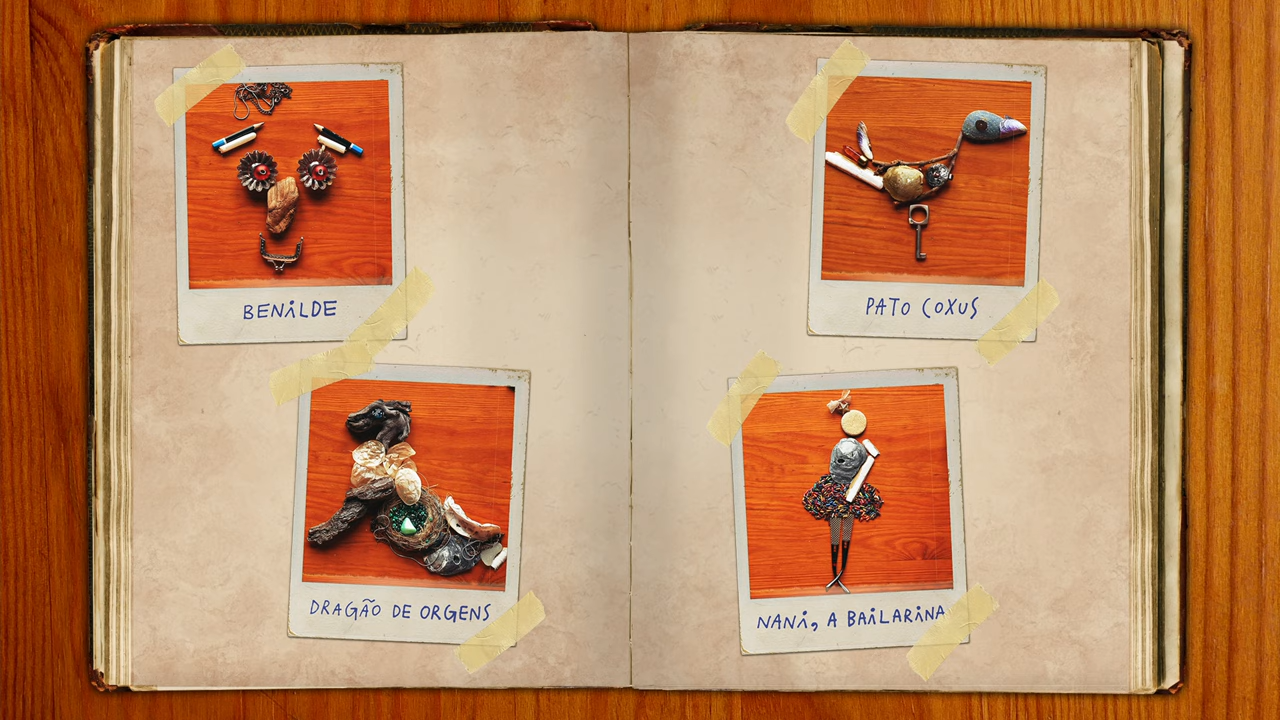 BENiLDE
DRAGÃO DE ORGENS
PATO COXUS
NANi, A BAiLARiNA